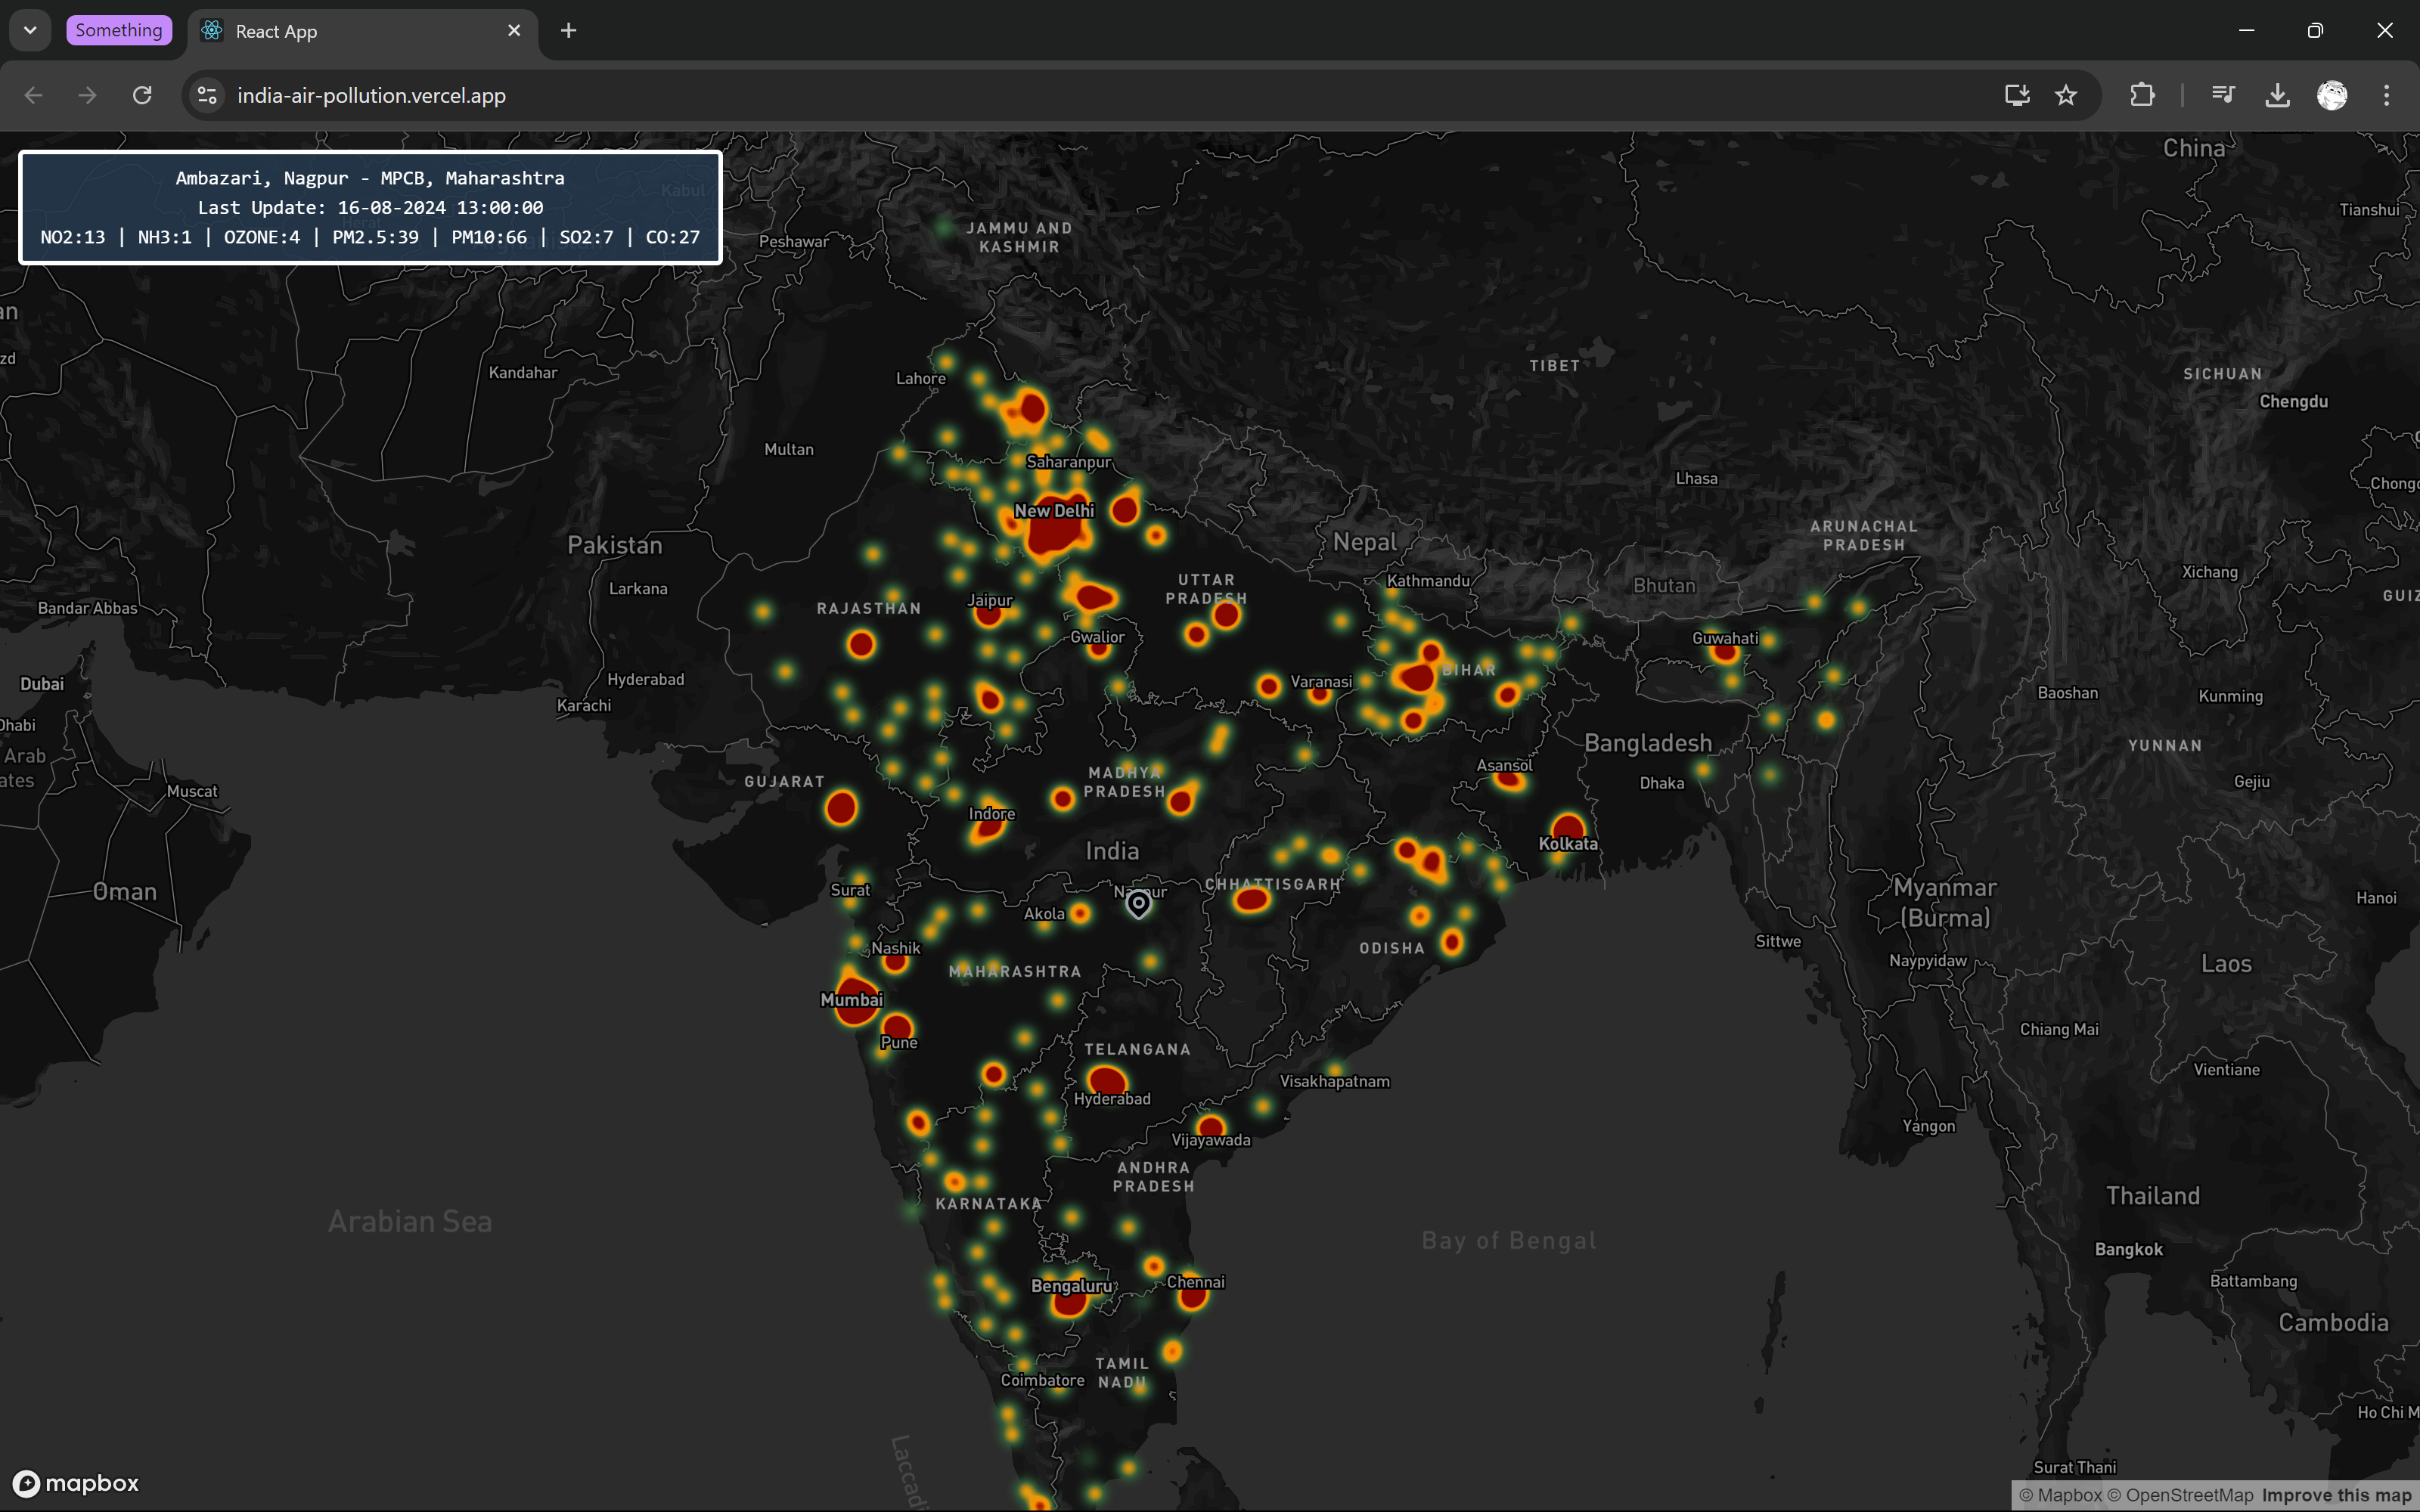 Something
React App
india-air-pollution.vercel.app
Ambazari, Nagpur - MPCB, Maharashtra
Last Update: 16-08-2024 13:00:00
NO2:13 | NH3:1 | OZONE:4 | PM2.5:39 | PM10:66 | SO2:7 | CO:27
China
Tianshui
JAMMU AND
KASHMIR
Peshawar
Kabul
TIBET
SICHUAN
Chengdu
Kandahar
Lahore
Multan
Saharanpur
Lhasa
New Delhi
ARUNACHAL
PRADESH
Pakistan
Nepal
Kathmandu
Bhutan
Xichang
Larkana
UTTAR
PRADESH
Bandar Abbas
RAJASTHAN
Jaipur
Gwalior
Guwahati
Dubai
Hyderabad
Karachi
Varanasi
BIHAR
Baoshan
Kunming
Bangladesh
YUNNAN
Asansol
Dhaka
Gejiu
GUJARAT
MADHYA
PRADESH
Muscat
Indore
Kolkata
India
Oman
Surat
Akola
CHHATTISGARH
Myanmar
(Burma)
Hanoi
Nashik
ODISHA
Sittwe
Naypyidaw
Laos
MAHARASHTRA
Mumbai
Pune
Chiang Mai
TELANGANA
Hyderabad
Visakhapatnam
Vientiane
Vijayawada
Yangon
ANDHRA
PRADESH
KARNATAKA
Thailand
Arabian Sea
Bay of Bengal
Bangkok
Bengaluru
Chennai
Battambang
Cambodia
TAMIL
NADU
Coimbatore
Surat Thani
mapbox
© Mapbox © OpenStreetMap Improve this map